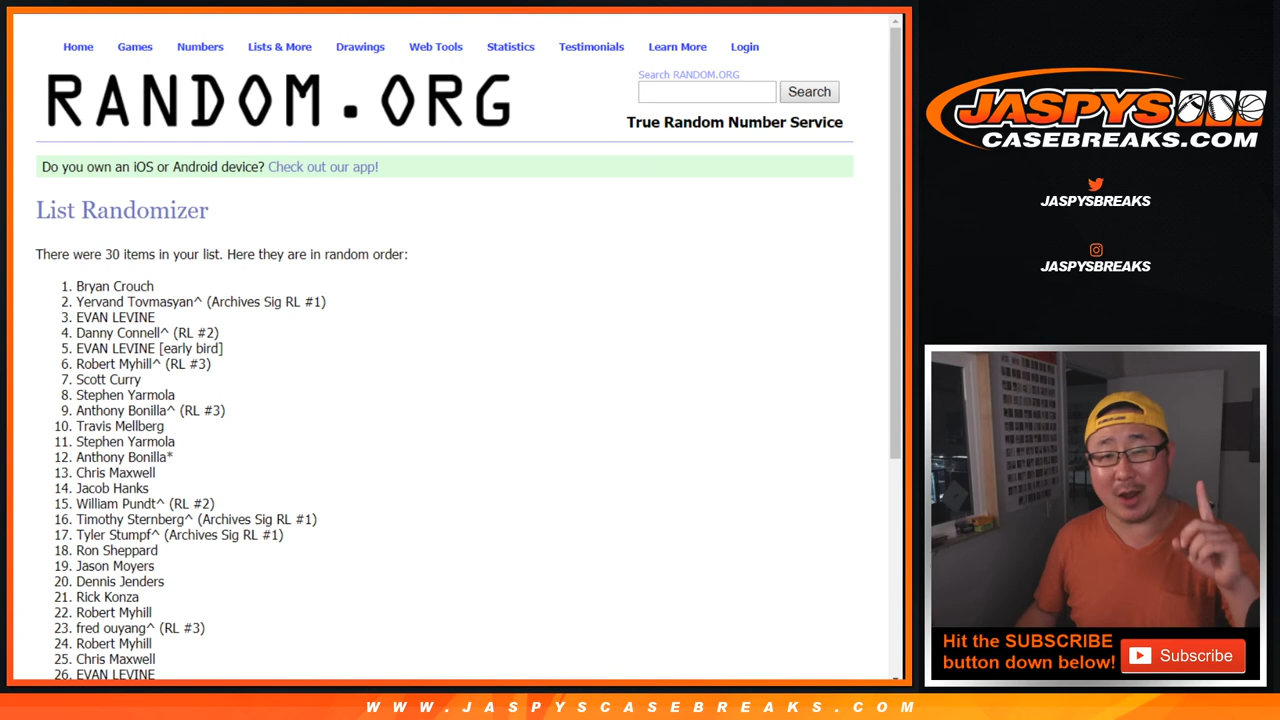 Home Games Numbers Lists & More Drawings Web Tools Statistics Testimonials Learn More Login
RANDOM.ORG
Search RANDOM.ORG
Search
True Random Number Service
Do you own an iOS or Android device? Check out our app!
List Randomizer
There were 30 items in your list. Here they are in random order:
1. Bryan Crouch
2. Yervand Tovmasyan^ (Archives Sig RL #1)
3. EVAN LEVINE
4. Danny Connell^ (RL #2)
5. EVAN LEVINE [early bird]
6. Robert Myhill^ (RL #3)
7. Scott Curry
8. Stephen Yarmola
9. Anthony Bonilla^ (RL #3)
10. Travis Mellberg
11. Stephen Yarmola
12. Anthony Bonilla*
13. Chris Maxwell
14. Jacob Hanks
15. William Pundt^ (RL #2)
16. Timothy Sternberg^ (Archives Sig RL #1)
17. Tyler Stumpf^ (Archives Sig RL #1)
18. Ron Sheppard
19. Jason Moyers
20. Dennis Jenders
21. Rick Konza
22. Robert Myhill
23. fred ouyang^ (RL #3)
24. Robert Myhill
25. Chris Maxwell
26. EVAN LEVINE
JASPYS
CASEBREAKS.COM
JASPYSBREAKS
JASPYSBREAKS
Hit the SUBSCRIBE
button down below!
Subscribe
WWW.JASPYSCASEBREAKS.COM